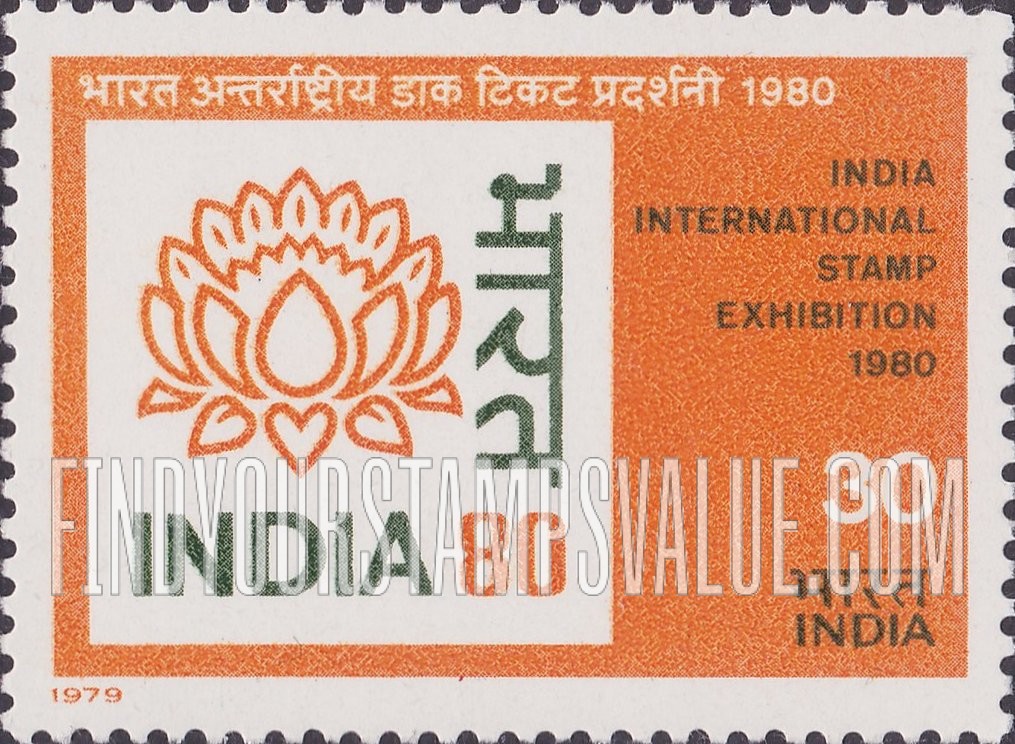 भारत अन्तर्राष्ट्रीय डाक टिकट प्रदर्शनी 1980
भारत
INDIA 80
INDIA
INTERNATIONAL
STAMP
EXHIBITION
1980
30
भारत
INDIA
1979
FINDYOURSTAMPSVALUE.COM